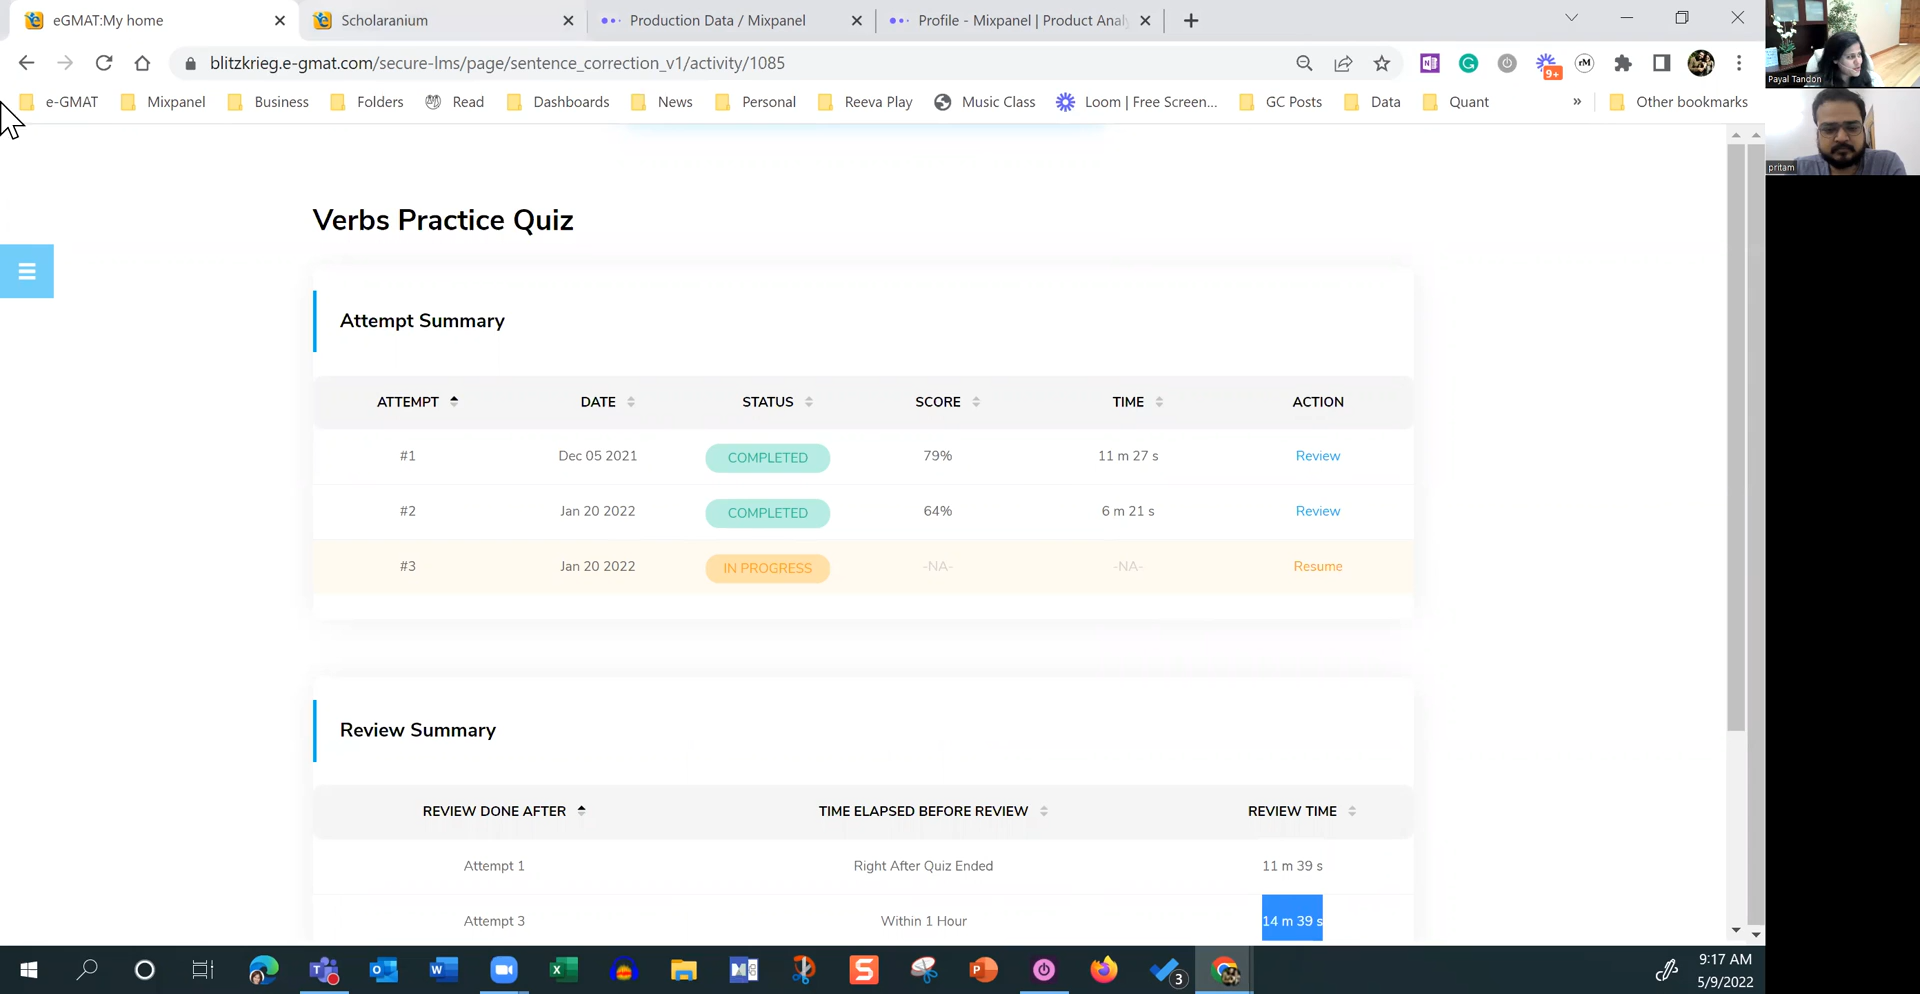 eGMAT:My home
Scholaranium
Production Data / Mixpanel
Profile - Mixpanel | Product Analy
blitzkrieg.e-gmat.com/secure-lms/page/sentence_correction_v1/activity/1085
9+
rM
e-GMAT Mixpanel Business Folders Read Dashboards News Personal Reeva Play Music Class Loom | Free Screen... GC Posts Data Quant » Other bookmarks
Payal Tandon
pritam
Verbs Practice Quiz
Attempt Summary
ATTEMPT DATE STATUS SCORE TIME ACTION
#1 Dec 05 2021 COMPLETED 79% 11 m 27 s Review
#2 Jan 20 2022 COMPLETED 64% 6 m 21 s Review
#3 Jan 20 2022 IN PROGRESS -NA- -NA- Resume
Review Summary
REVIEW DONE AFTER TIME ELAPSED BEFORE REVIEW REVIEW TIME
Attempt 1 Right After Quiz Ended 11 m 39 s
Attempt 3 Within 1 Hour 14 m 39 s
3
9:17 AM
5/9/2022